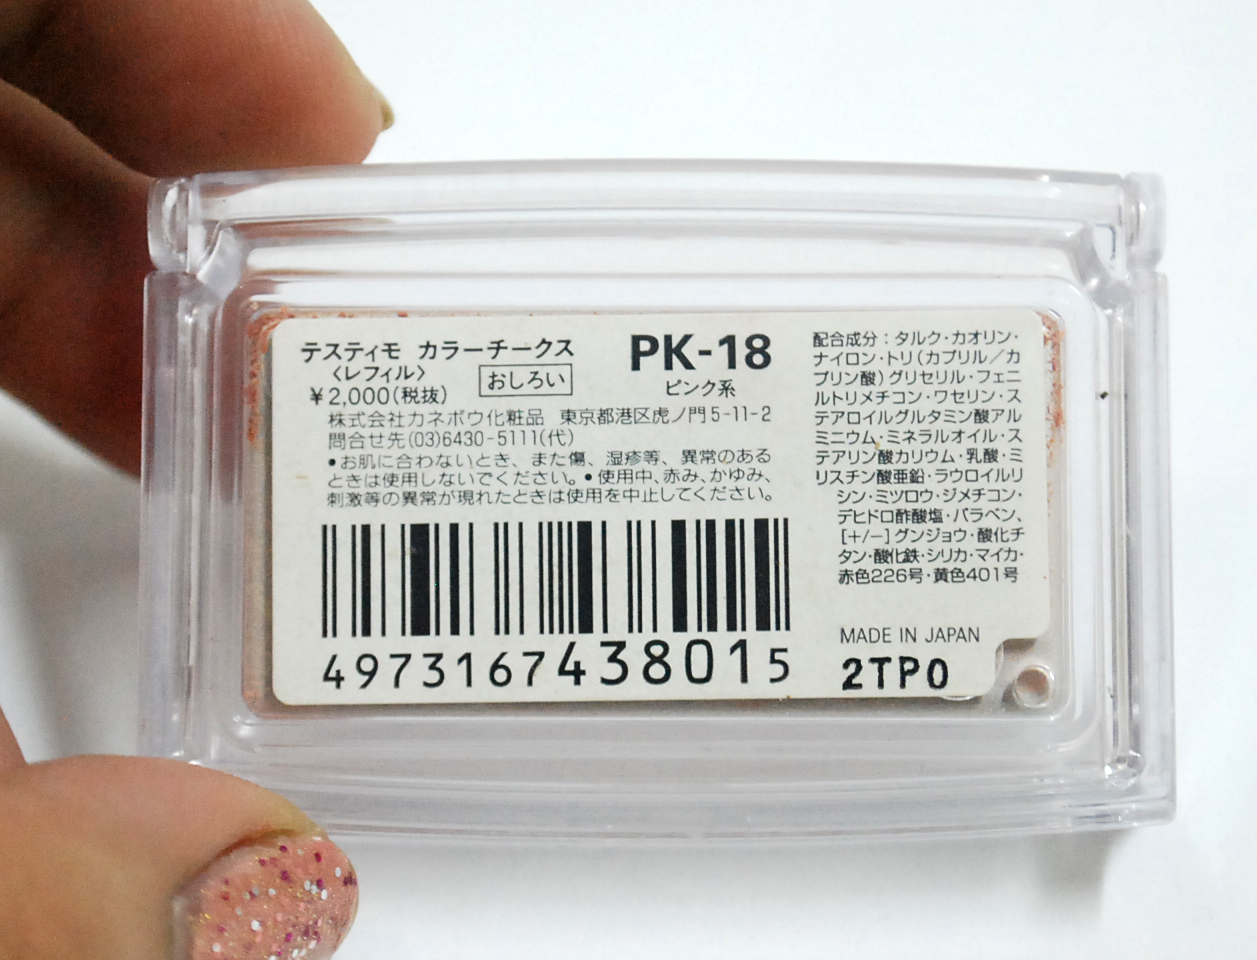 テスティモ カラーチークス
〈レフィル〉
¥2,000(税抜)
おしろい
PK-18
ピンク系
株式会社カネボウ化粧品 東京都港区虎ノ門5-11-2
問合せ先(03)6430-5111(代)
•お肌に合わないとき、また傷、湿疹等、異常のある
ときは使用しないでください。•使用中、赤み、かゆみ、
刺激等の異常が現れたときは使用を中止してください。
4973167438015
配合成分：タルク・カオリン・
ナイロン・トリ(カプリル／カ
プリン酸)グリセリル・フェニ
ルトリメチコン・ワセリン・ス
テアロイルグルタミン酸アル
ミニウム・ミネラルオイル・ス
テアリン酸カリウム・乳酸・ミ
リスチン酸亜鉛・ラウロイルリ
シン・ミツロウ・ジメチコン・
デヒドロ酢酸塩・パラベン、
[+/−]グンジョウ・酸化チ
タン・酸化鉄・シリカ・マイカ・
赤色226号・黄色401号
MADE IN JAPAN
2TP0